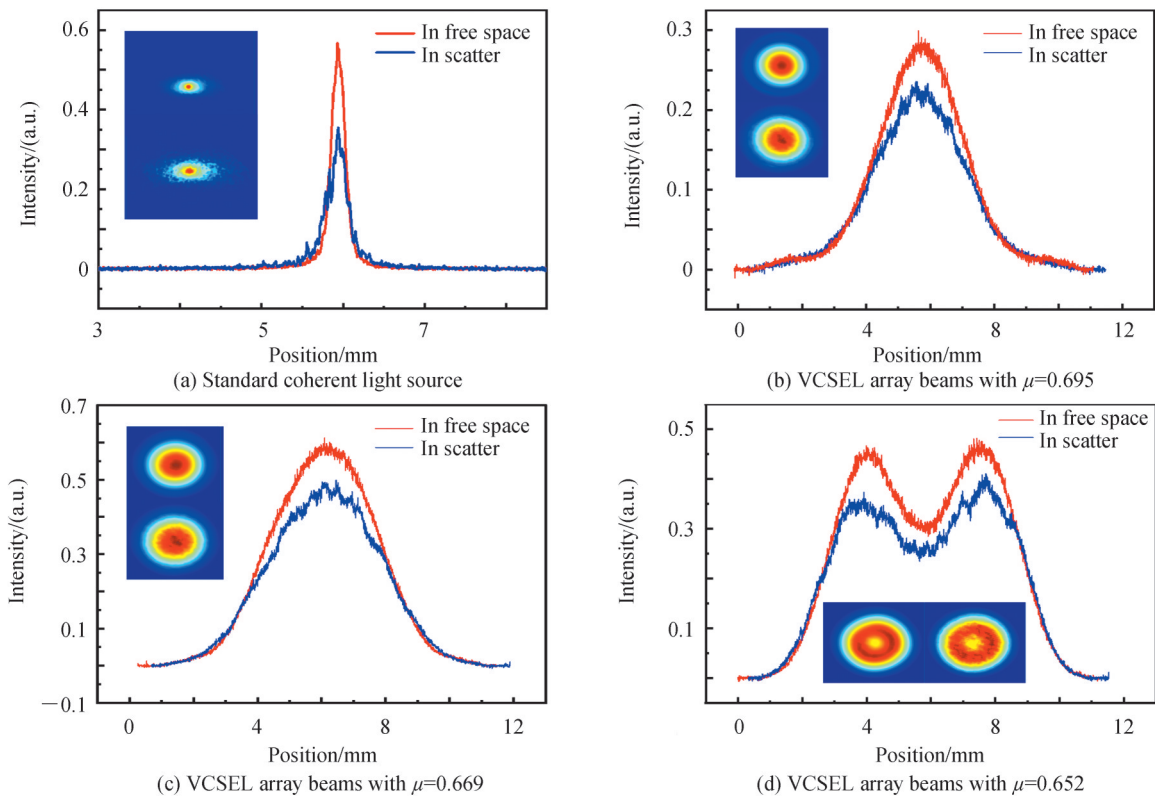 0.6
0.4
0.2
0
Intensity/(a.u.)
In free space
In scatter
3
5
7
Position/mm
(a) Standard coherent light source
0.3
0.2
0.1
0
Intensity/(a.u.)
In free space
In scatter
0
4
8
12
Position/mm
(b) VCSEL array beams with μ=0.695
0.7
0.5
0.3
0.1
−0.1
Intensity/(a.u.)
In free space
In scatter
0
4
8
12
Position/mm
(c) VCSEL array beams with μ=0.669
0.5
0.3
0.1
Intensity/(a.u.)
In free space
In scatter
0
4
8
12
Position/mm
(d) VCSEL array beams with μ=0.652